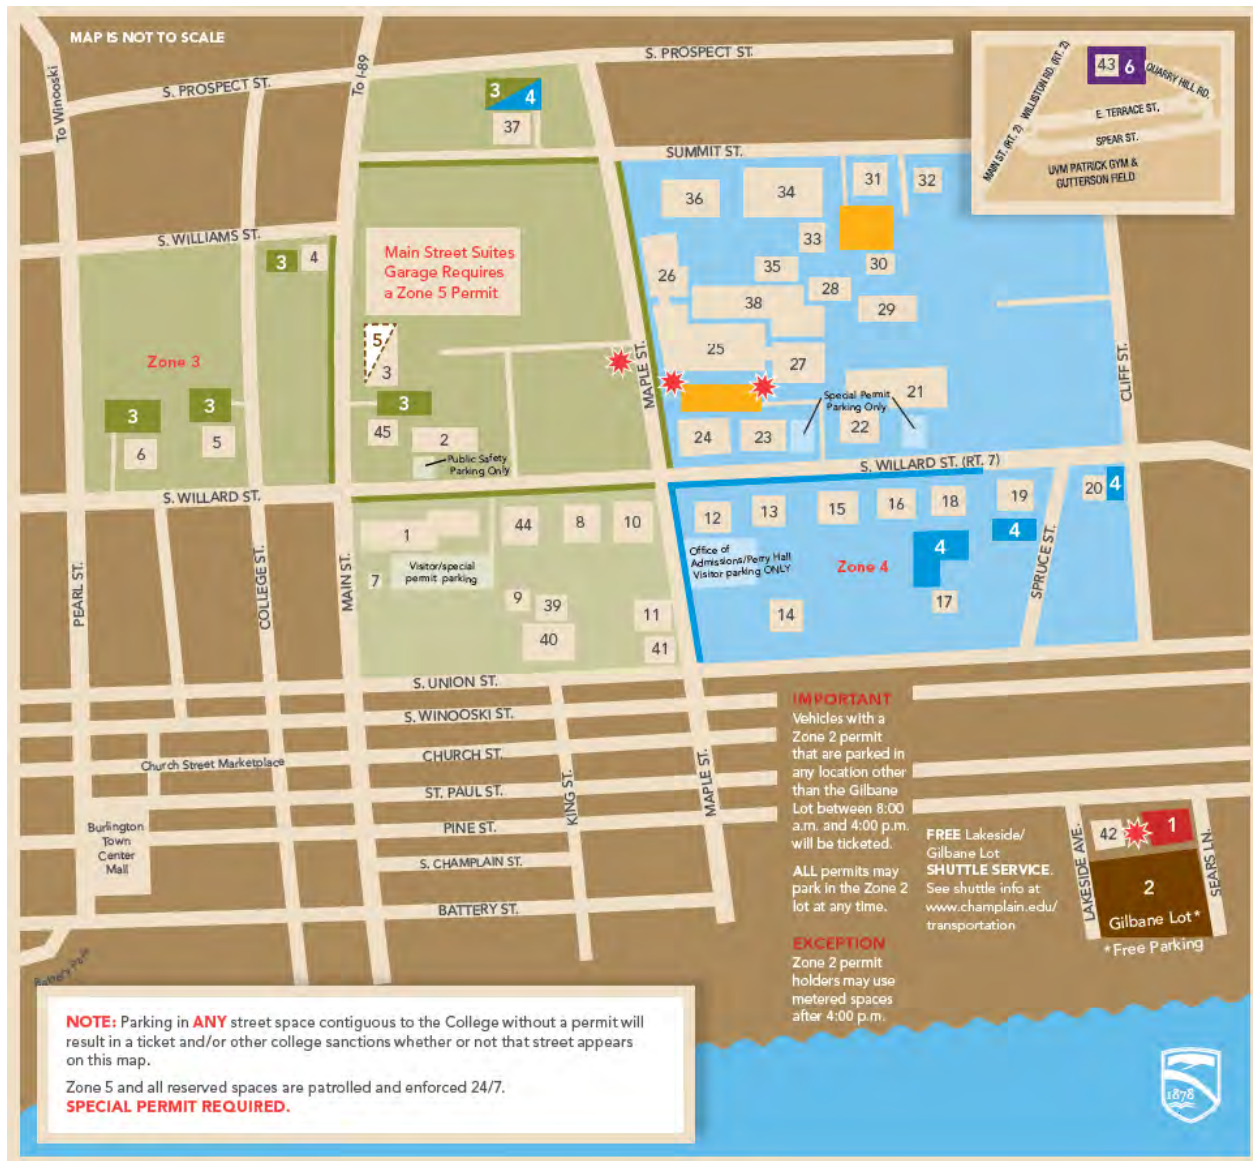 MAP IS NOT TO SCALE
To Winooski
S. PROSPECT ST.
To I-89
S. PROSPECT ST.
3
4
37
SUMMIT ST.
MAIN ST. (RT. 2)
WILLISTON RD. (RT. 2)
43
6
QUARRY HILL RD.
E. TERRACE ST.
SPEAR ST.
UVM PATRICK GYM &
GUTTERSON FIELD
S. WILLIAMS ST.
3
4
Main Street Suites
Garage Requires
a Zone 5 Permit
36
34
31
32
33
26
35
30
28
38
29
5
3
25
27
MAPLE ST.
CLIFF ST.
Zone 3
3
6
3
5
3
45
2
Public Safety
Parking Only
21
Special Permit
Parking Only
24
23
22
S. WILLARD ST. (RT. 7)
S. WILLARD ST.
1
44
8
10
12
13
15
16
18
19
20
4
4
4
Visitor/special
permit parking
7
Office of
Admissions/Perry Hall
Visitor parking ONLY
Zone 4
PEARL ST.
COLLEGE ST.
MAIN ST.
SPRUCE ST.
9
39
40
11
41
14
17
S. UNION ST.
S. WINOOSKI ST.
CHURCH ST.
Church Street Marketplace
ST. PAUL ST.
PINE ST.
KING ST.
MAPLE ST.
S. CHAMPLAIN ST.
BATTERY ST.
Burlington
Town
Center
Mall
Battery Park
IMPORTANT
Vehicles with a
Zone 2 permit
that are parked in
any location other
than the Gilbane
Lot between 8:00
a.m. and 4:00 p.m.
will be ticketed.
ALL permits may
park in the Zone 2
lot at any time.
EXCEPTION
Zone 2 permit
holders may use
metered spaces
after 4:00 p.m.
FREE Lakeside/
Gilbane Lot
SHUTTLE SERVICE.
See shuttle info at
www.champlain.edu/
transportation
LAKESIDE AVE.
42
1
SEARS LN.
2
Gilbane Lot*
*Free Parking
NOTE: Parking in ANY street space contiguous to the College without a permit will
result in a ticket and/or other college sanctions whether or not that street appears
on this map.
Zone 5 and all reserved spaces are patrolled and enforced 24/7.
SPECIAL PERMIT REQUIRED.
1878